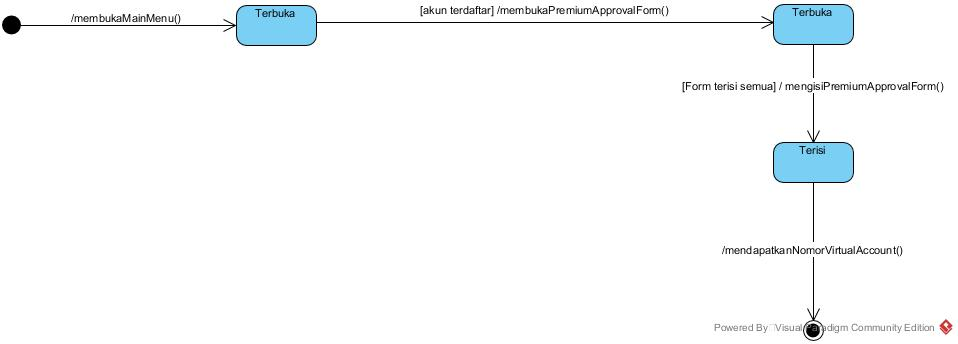 /membukaMainMenu()
Terbuka
[akun terdaftar] /membukaPremiumApprovalForm()
Terbuka
[Form terisi semua] / mengisiPremiumApprovalForm()
Terisi
/mendapatkanNomorVirtualAccount()
Powered By Visual Paradigm Community Edition